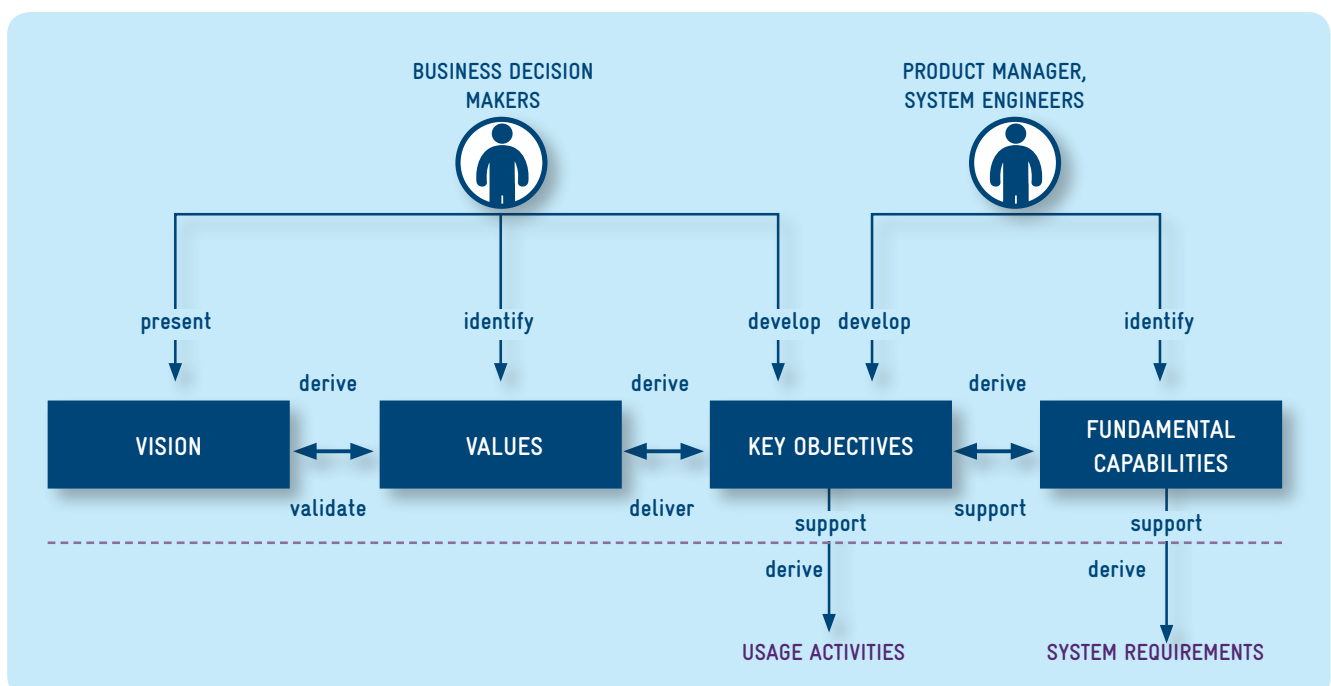 BUSINESS DECISION
MAKERS
PRODUCT MANAGER,
SYSTEM ENGINEERS
present
identify
develop
develop
identify
derive
derive
derive
VISION
VALUES
KEY OBJECTIVES
FUNDAMENTAL
CAPABILITIES
validate
deliver
support
support
support
derive
derive
USAGE ACTIVITIES
SYSTEM REQUIREMENTS